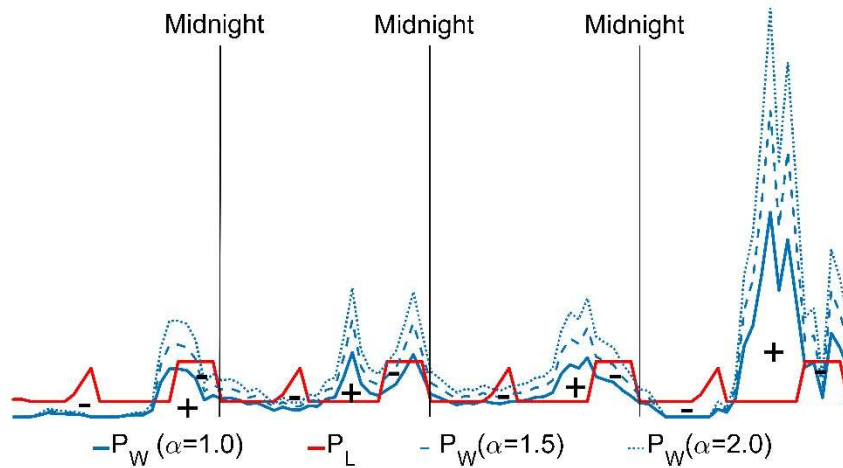 Midnight Midnight Midnight
- + - - + - - + - - + -
P_W (α=1.0) P_L P_W(α=1.5) P_W(α=2.0)